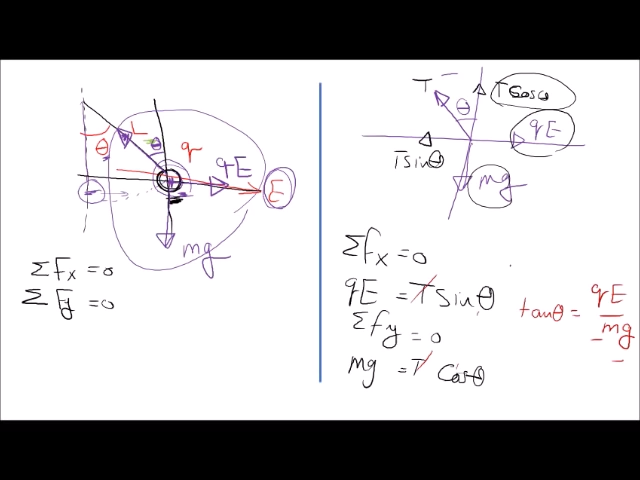 L
θ
θ
q
qE
E
mg
Σfx = 0
Σfy = 0
T
θ
Tcosθ
qE
Tsinθ
mg
Σfx = 0
qE = T sinθ
Σfy = 0
mg = T cosθ
tanθ = qE/mg